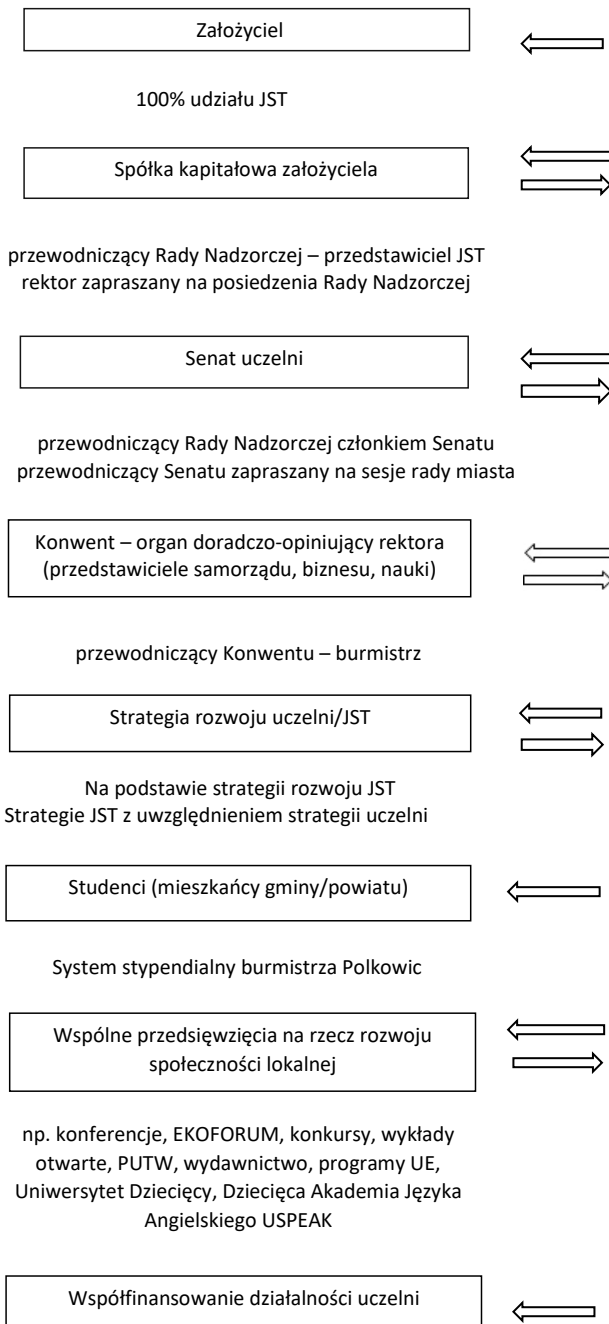 Założyciel
100% udziału JST
Spółka kapitałowa założyciela
przewodniczący Rady Nadzorczej – przedstawiciel JST
rektor zapraszany na posiedzenia Rady Nadzorczej
Senat uczelni
przewodniczący Rady Nadzorczej członkiem Senatu
przewodniczący Senatu zapraszany na sesje rady miasta
Konwent – organ doradczo-opiniujący rektora
(przedstawiciele samorządu, biznesu, nauki)
przewodniczący Konwentu – burmistrz
Strategia rozwoju uczelni/JST
Na podstawie strategii rozwoju JST
Strategie JST z uwzględnieniem strategii uczelni
Studenci (mieszkańcy gminy/powiatu)
System stypendialny burmistrza Polkowic
Wspólne przedsięwzięcia na rzecz rozwoju
społeczności lokalnej
np. konferencje, EKOFORUM, konkursy, wykłady
otwarte, PUTW, wydawnictwo, programy UE,
Uniwersytet Dziecięcy, Dziecięca Akademia Języka
Angielskiego USPEAK
Współfinansowanie działalności uczelni